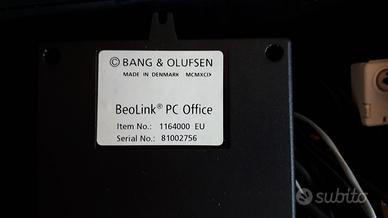 © BANG & OLUFSEN
MADE IN DENMARK MCMXCIX
BeoLink® PC Office
Item No.: 1164000 EU
Serial No.: 81002756
subito